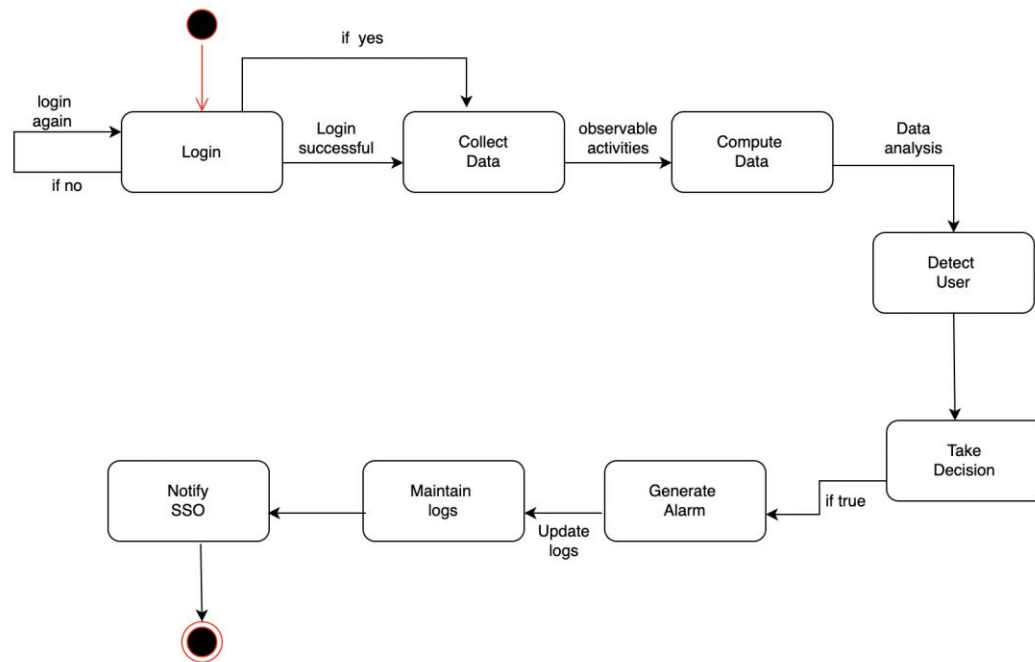 if yes
login
again
Login
if no
Login
successful
Collect
Data
observable
activities
Compute
Data
Data
analysis
Detect
User
Take
Decision
if true
Generate
Alarm
Update
logs
Maintain
logs
Notify
SSO